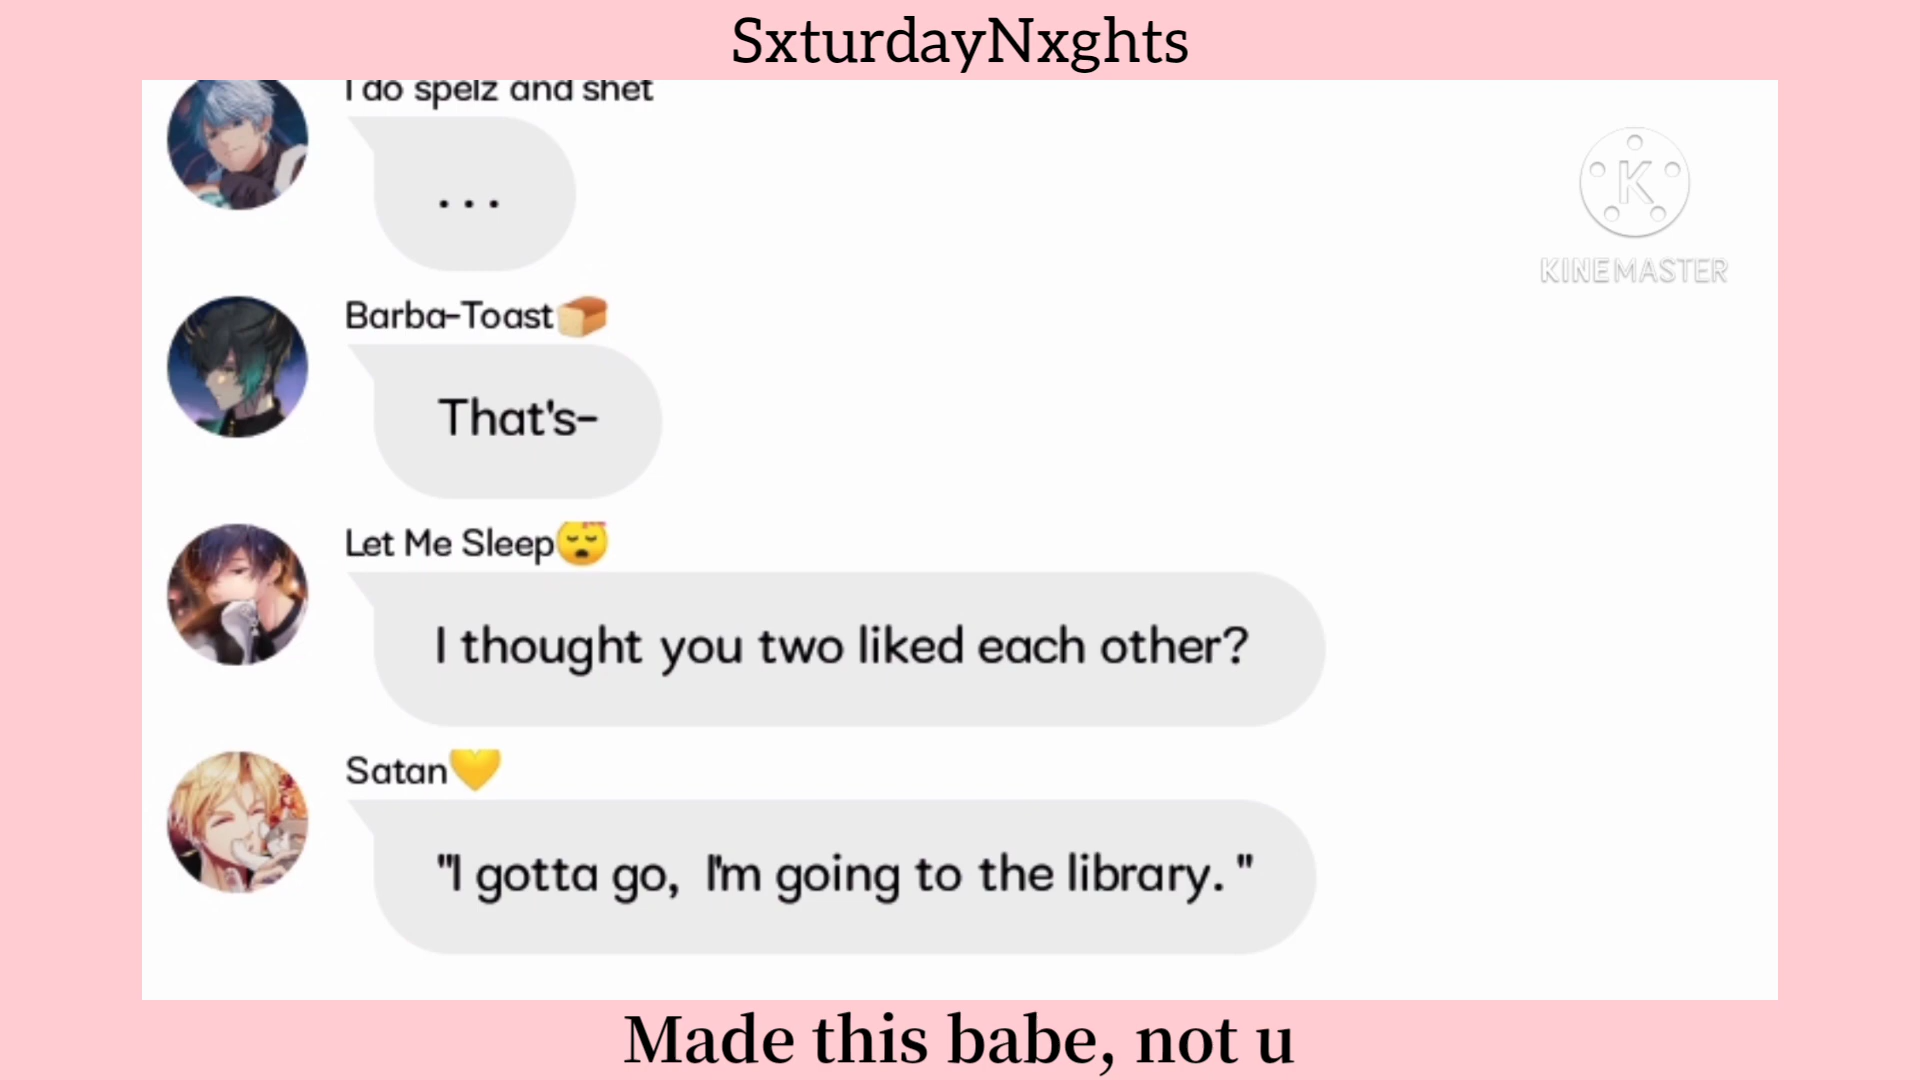 SxturdayNxghts
I do spelz and shet
...
KINEMASTER
Barba-Toast🍞
That's-
Let Me Sleep😴
I thought you two liked each other?
Satan💛
"I gotta go, I'm going to the library. "
Made this babe, not u